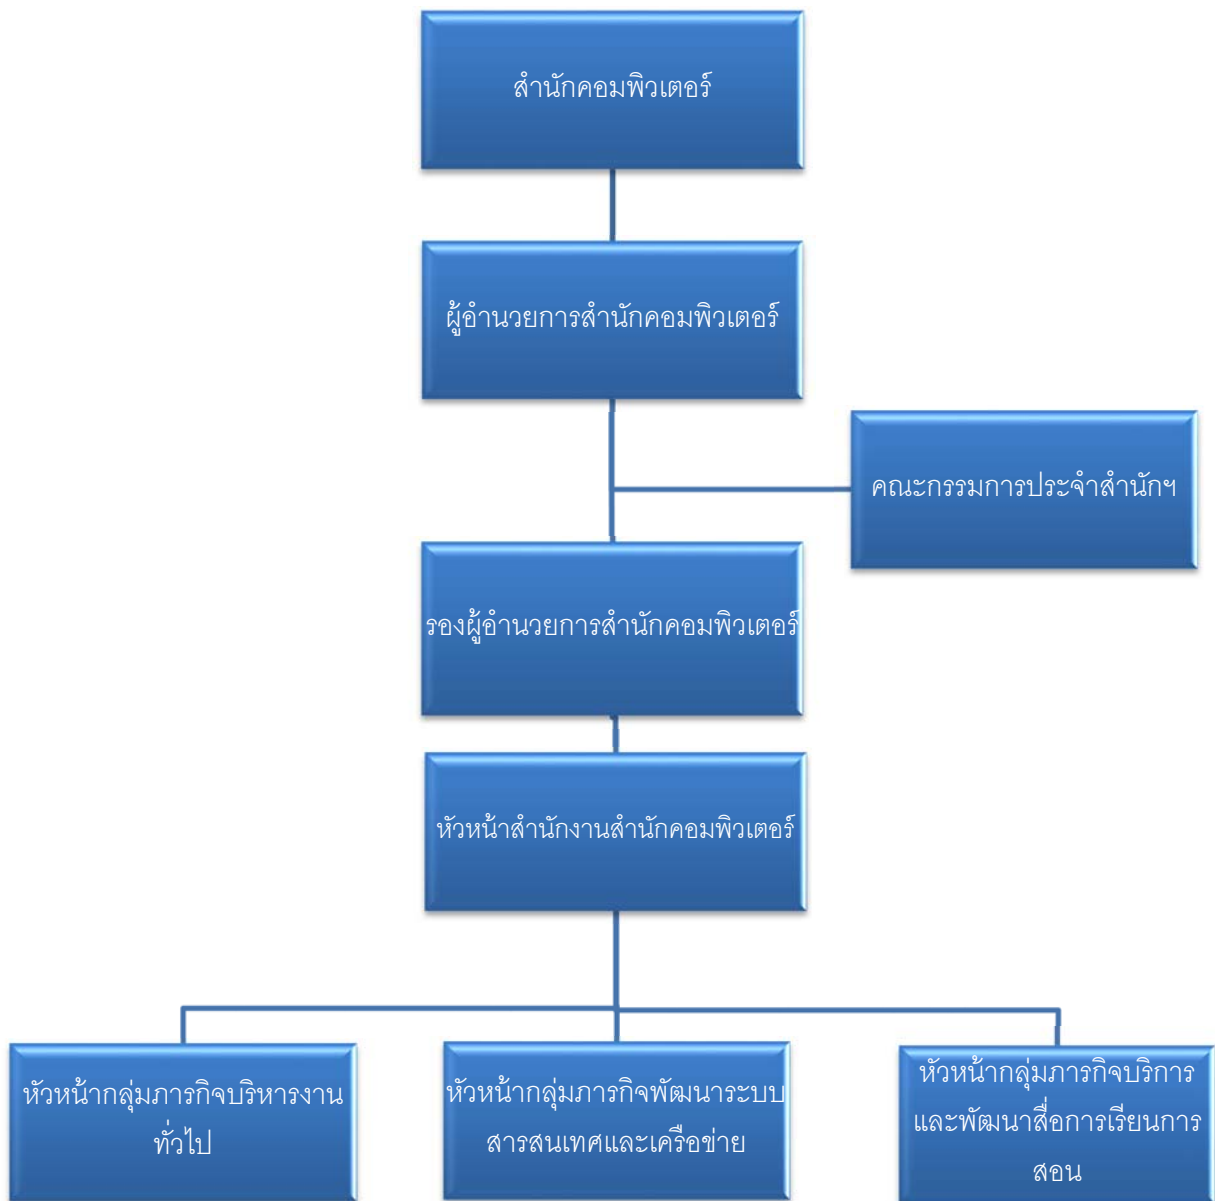 สำนักคอมพิวเตอร์
ผู้อำนวยการสำนักคอมพิวเตอร์
คณะกรรมการประจำสำนักฯ
รองผู้อำนวยการสำนักคอมพิวเตอร์
หัวหน้าสำนักงานสำนักคอมพิวเตอร์
หัวหน้ากลุ่มภารกิจบริหารงาน
ทั่วไป
หัวหน้ากลุ่มภารกิจพัฒนาระบบ
สารสนเทศและเครือข่าย
หัวหน้ากลุ่มภารกิจบริการ
และพัฒนาสื่อการเรียนการ
สอน